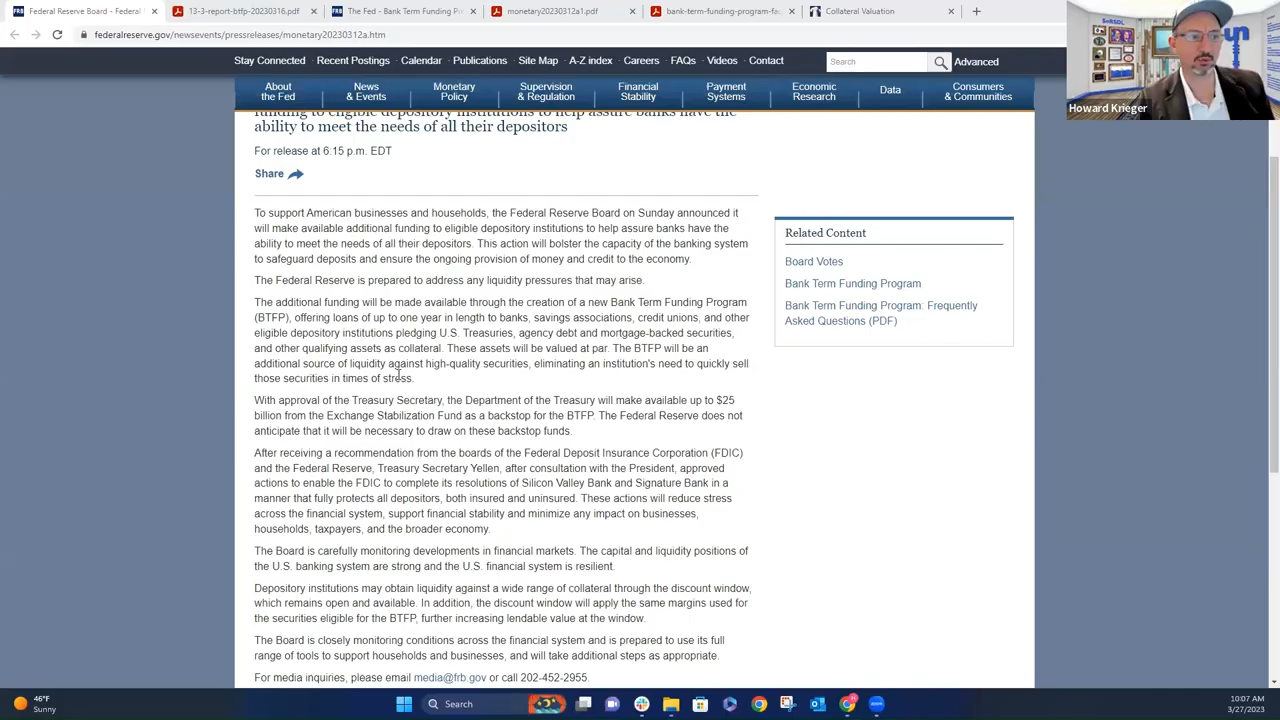 Federal Reserve Board - Federal
13-3-report-btfp-20230316.pdf
The Fed - Bank Term Funding Pr
monetary20230312a1.pdf
bank-term-funding-program-fa
Collateral Valuation
federalreserve.gov/newsevents/pressreleases/monetary20230312a.htm
Stay Connected Recent Postings Calendar Publications Site Map A-Z index Careers FAQs Videos Contact
Search
Advanced
About the Fed
News & Events
Monetary Policy
Supervision & Regulation
Financial Stability
Payment Systems
Economic Research
Data
Consumers & Communities
Howard Krieger
funding to eligible depository institutions to help assure banks have the
ability to meet the needs of all their depositors
For release at 6:15 p.m. EDT
Share
To support American businesses and households, the Federal Reserve Board on Sunday announced it
will make available additional funding to eligible depository institutions to help assure banks have the
ability to meet the needs of all their depositors. This action will bolster the capacity of the banking system
to safeguard deposits and ensure the ongoing provision of money and credit to the economy.
The Federal Reserve is prepared to address any liquidity pressures that may arise.
The additional funding will be made available through the creation of a new Bank Term Funding Program
(BTFP), offering loans of up to one year in length to banks, savings associations, credit unions, and other
eligible depository institutions pledging U.S. Treasuries, agency debt and mortgage-backed securities,
and other qualifying assets as collateral. These assets will be valued at par. The BTFP will be an
additional source of liquidity against high-quality securities, eliminating an institution's need to quickly sell
those securities in times of stress.
With approval of the Treasury Secretary, the Department of the Treasury will make available up to $25
billion from the Exchange Stabilization Fund as a backstop for the BTFP. The Federal Reserve does not
anticipate that it will be necessary to draw on these backstop funds.
After receiving a recommendation from the boards of the Federal Deposit Insurance Corporation (FDIC)
and the Federal Reserve, Treasury Secretary Yellen, after consultation with the President, approved
actions to enable the FDIC to complete its resolutions of Silicon Valley Bank and Signature Bank in a
manner that fully protects all depositors, both insured and uninsured. These actions will reduce stress
across the financial system, support financial stability and minimize any impact on businesses,
households, taxpayers, and the broader economy.
The Board is carefully monitoring developments in financial markets. The capital and liquidity positions of
the U.S. banking system are strong and the U.S. financial system is resilient.
Depository institutions may obtain liquidity against a wide range of collateral through the discount window,
which remains open and available. In addition, the discount window will apply the same margins used for
the securities eligible for the BTFP, further increasing lendable value at the window.
The Board is closely monitoring conditions across the financial system and is prepared to use its full
range of tools to support households and businesses, and will take additional steps as appropriate.
For media inquiries, please email media@frb.gov or call 202-452-2955.
Related Content
Board Votes
Bank Term Funding Program
Bank Term Funding Program: Frequently
Asked Questions (PDF)
46°F
Sunny
Search
10:07 AM
3/27/2023